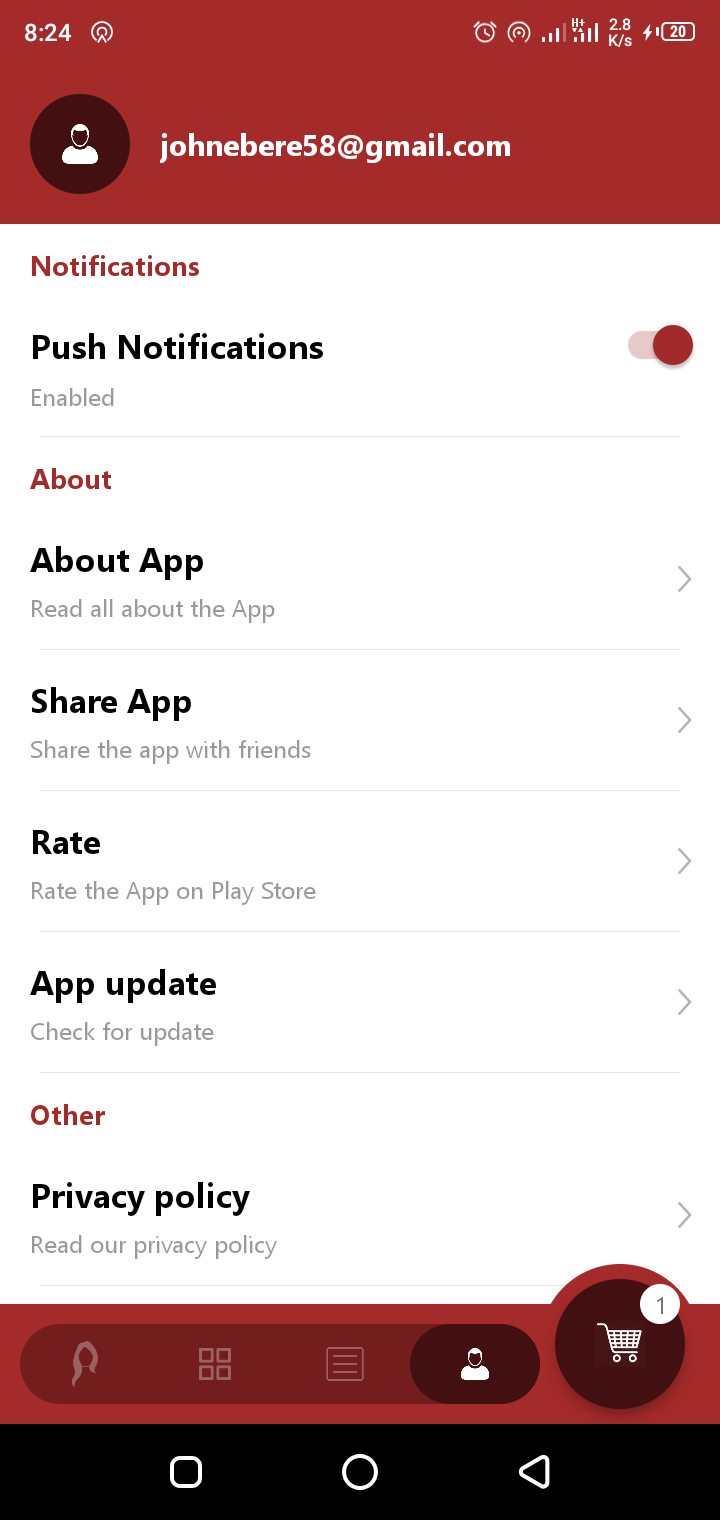 8:24
H+
2.8
K/s
20
johnebere58@gmail.com
Notifications
Push Notifications
Enabled
About
About App
Read all about the App
Share App
Share the app with friends
Rate
Rate the App on Play Store
App update
Check for update
Other
Privacy policy
Read our privacy policy
1